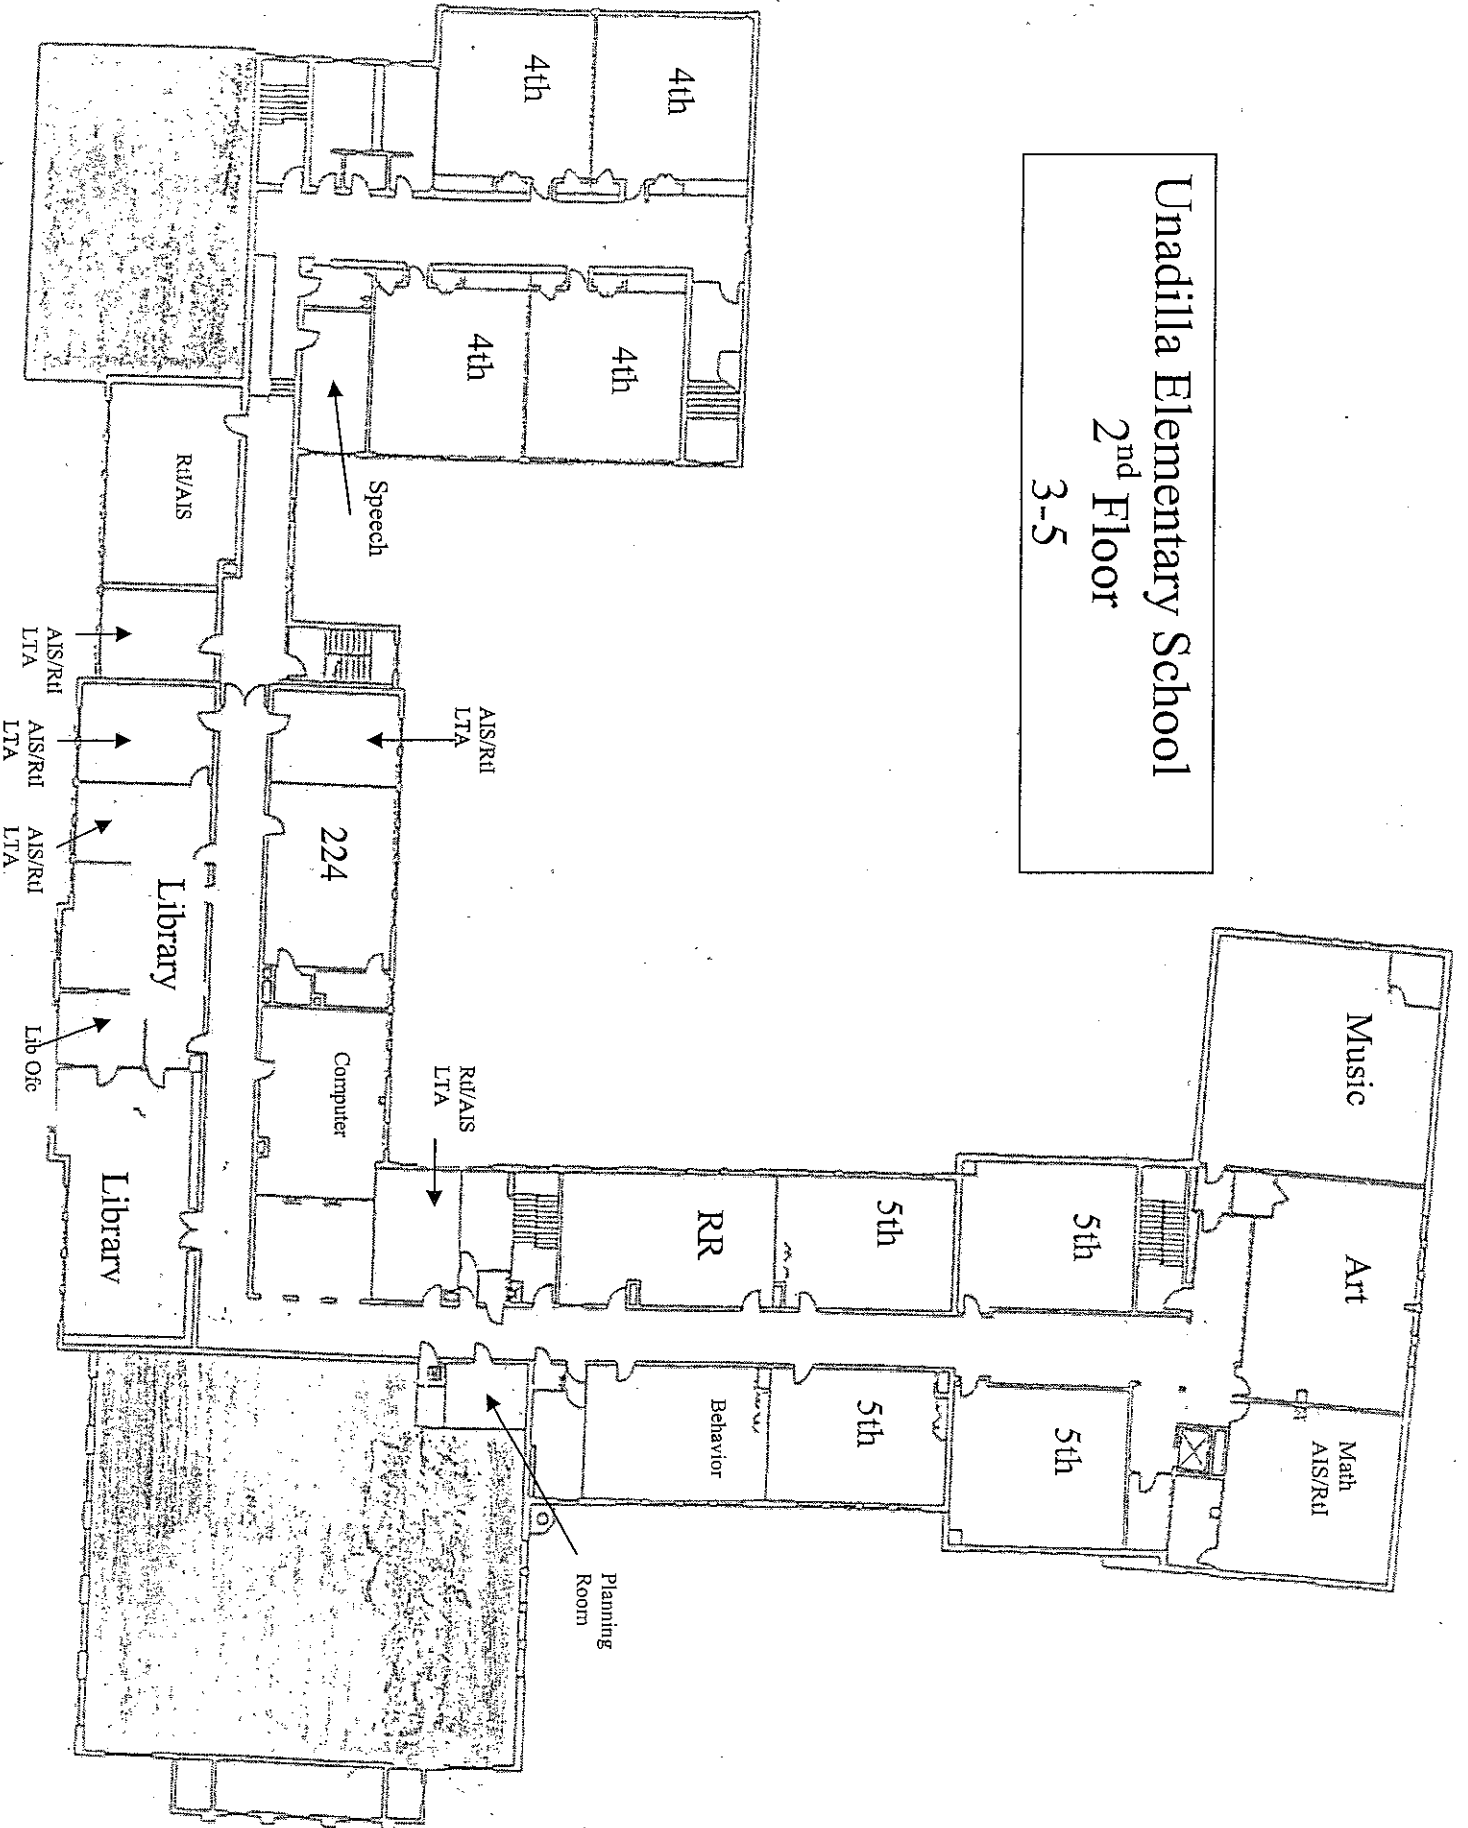 Unadilla Elementary School
2nd Floor
3-5
Music
Art
Math
AIS/RtI
4th
4th
4th
4th
5th
5th
5th
5th
RR
Behavior
Speech
RtI/AIS
LTA
Planning
Room
AIS/RtI
LTA
224
Computer
RtI/AIS
Library
Library
AIS/RtI
LTA
AIS/RtI
LTA
AIS/RtI
LTA
Lib Ofc